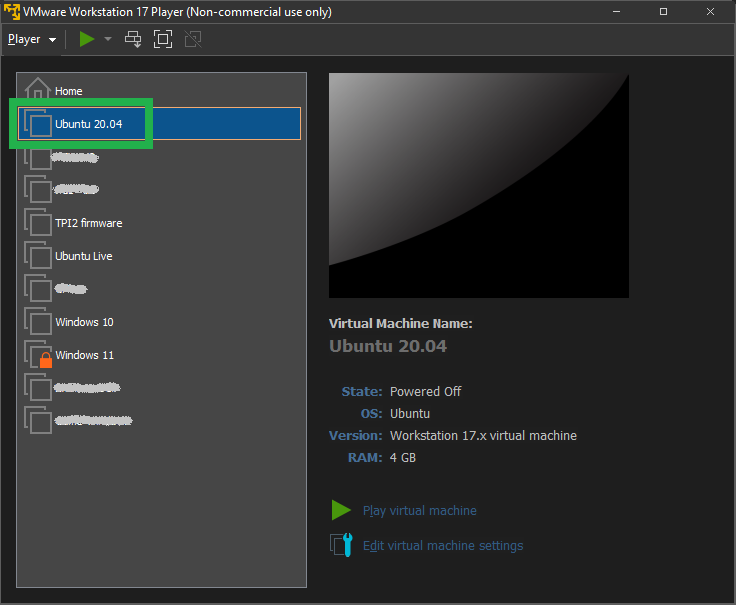 VMware Workstation 17 Player (Non-commercial use only)
Player
Home
Ubuntu 20.04
TPI2 firmware
Ubuntu Live
Windows 10
Windows 11
Virtual Machine Name:
Ubuntu 20.04
State: Powered Off
OS: Ubuntu
Version: Workstation 17.x virtual machine
RAM: 4 GB
Play virtual machine
Edit virtual machine settings